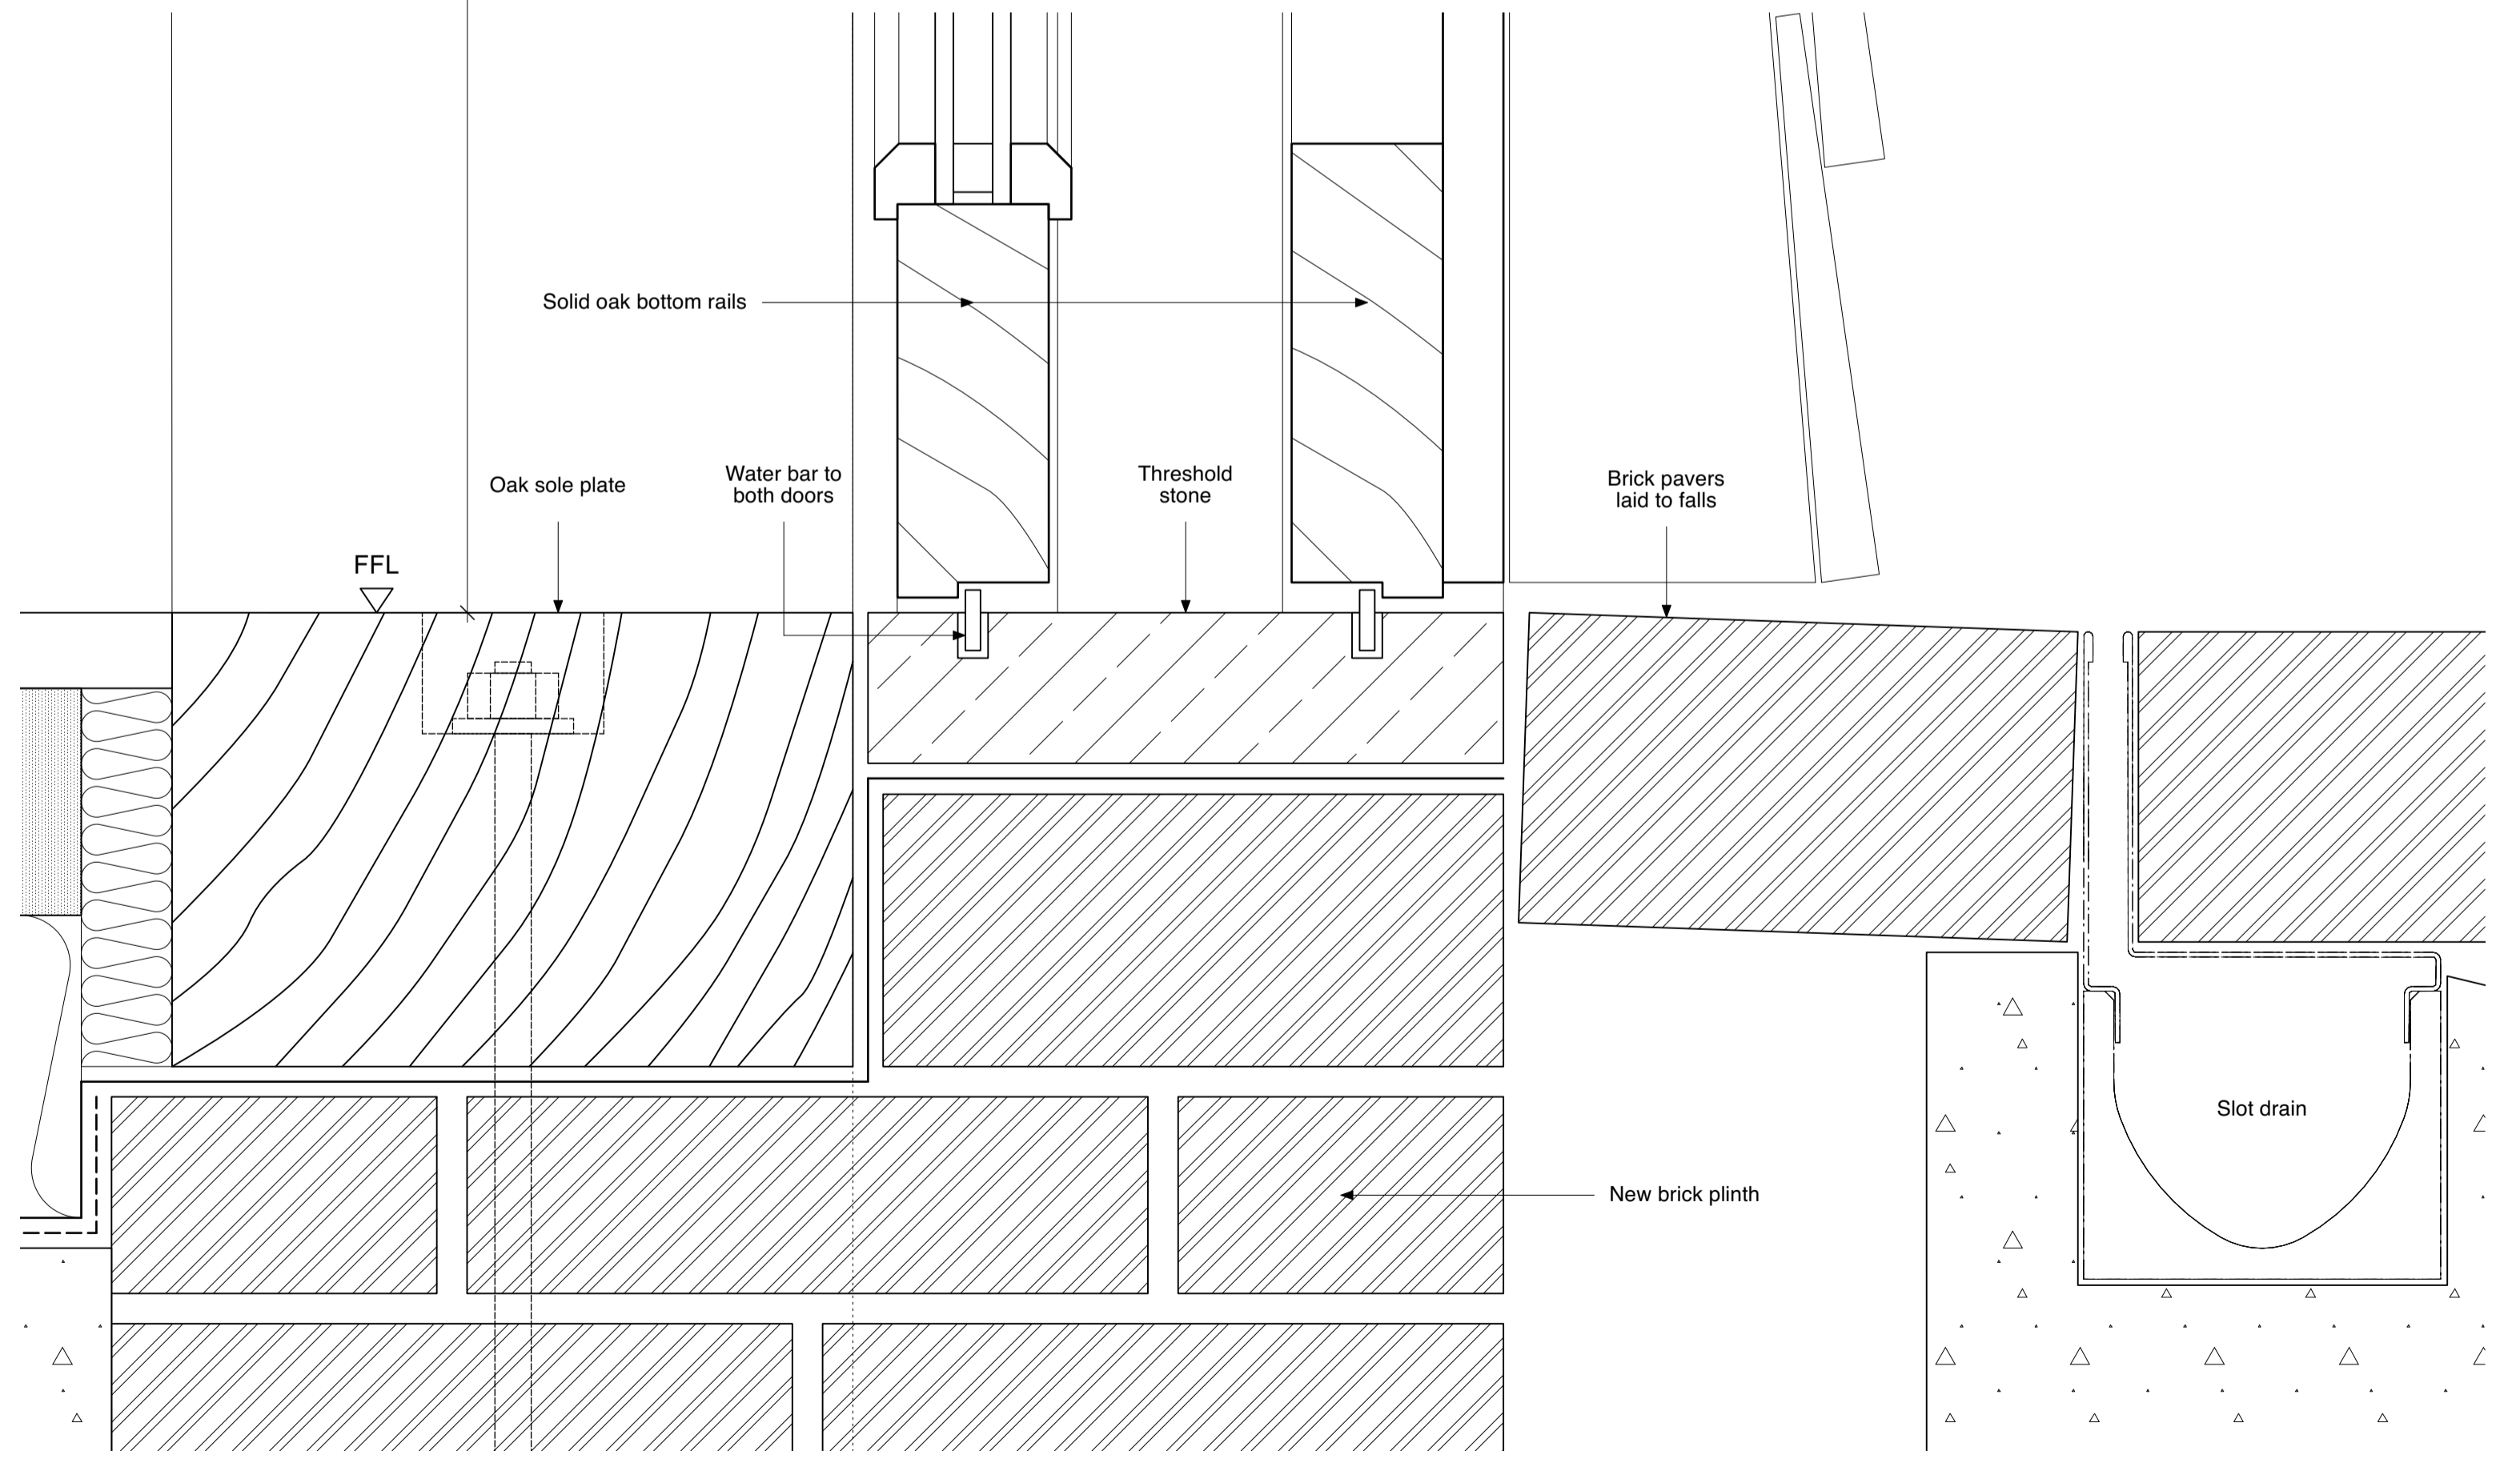 Solid oak bottom rails
Oak sole plate
Water bar to
both doors
Threshold
stone
Brick pavers
laid to falls
FFL
Slot drain
New brick plinth